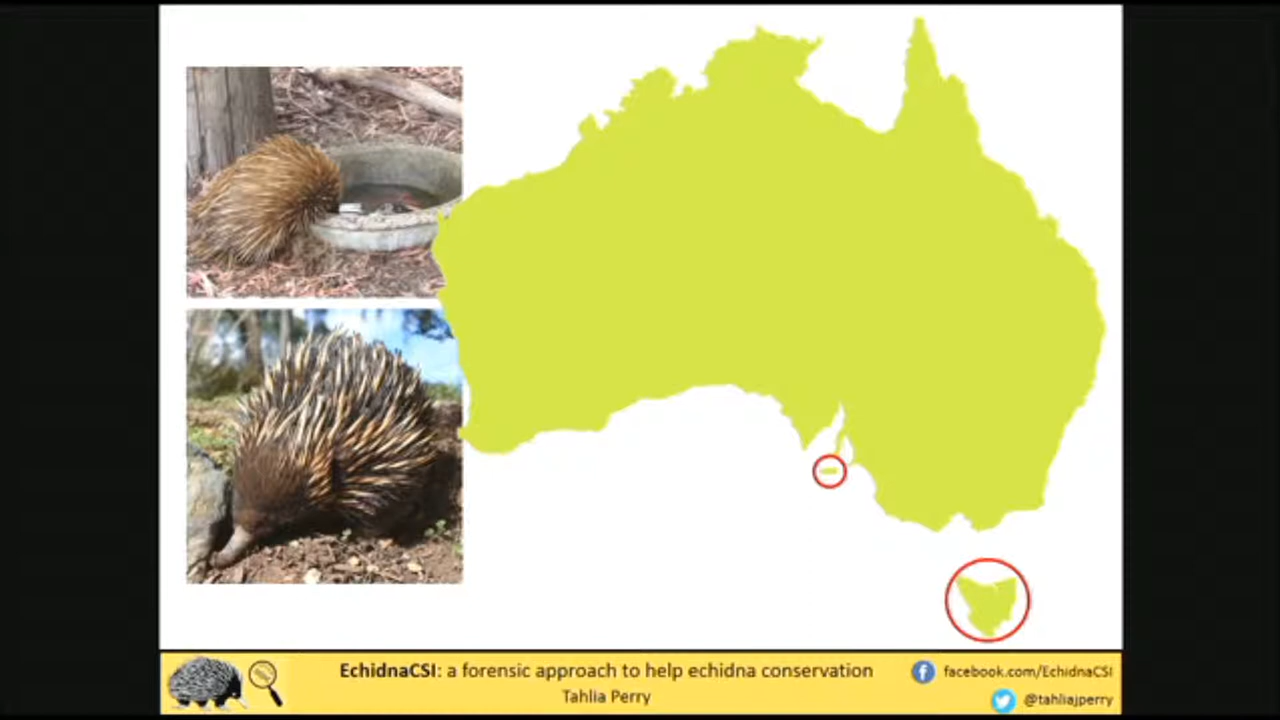 EchidnaCSI: a forensic approach to help echidna conservation
Tahlia Perry
facebook.com/EchidnaCSI
@tahliajperry